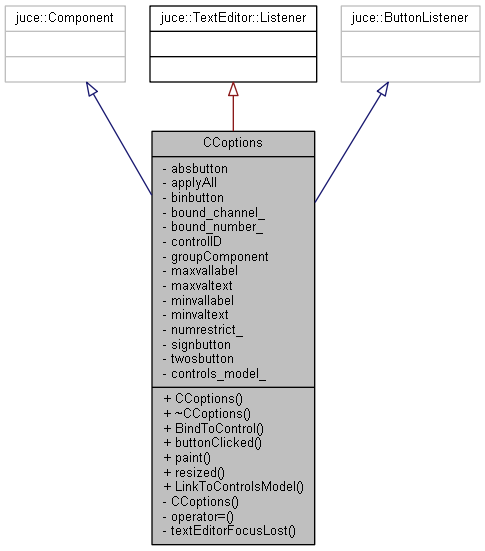 juce::Component
juce::TextEditor::Listener
juce::ButtonListener
CCoptions
- absbutton
- applyAll
- binbutton
- bound_channel_
- bound_number_
- controlID
- groupComponent
- maxvallabel
- maxvaltext
- minvallabel
- minvaltext
- numrestrict_
- signbutton
- twosbutton
- controls_model_
+ CCoptions()
+ ~CCoptions()
+ BindToControl()
+ buttonClicked()
+ paint()
+ resized()
+ LinkToControlsModel()
- CCoptions()
- operator=()
- textEditorFocusLost()